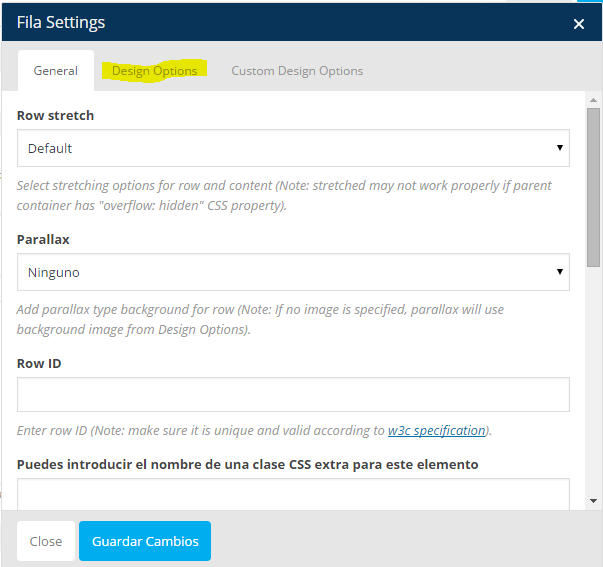 Fila Settings ×
General Design Options Custom Design Options
Row stretch
Default
Select stretching options for row and content (Note: stretched may not work properly if parent
container has "overflow: hidden" CSS property).
Parallax
Ninguno
Add parallax type background for row (Note: If no image is specified, parallax will use
background image from Design Options).
Row ID
Enter row ID (Note: make sure it is unique and valid according to w3c specification).
Puedes introducir el nombre de una clase CSS extra para este elemento
Close Guardar Cambios